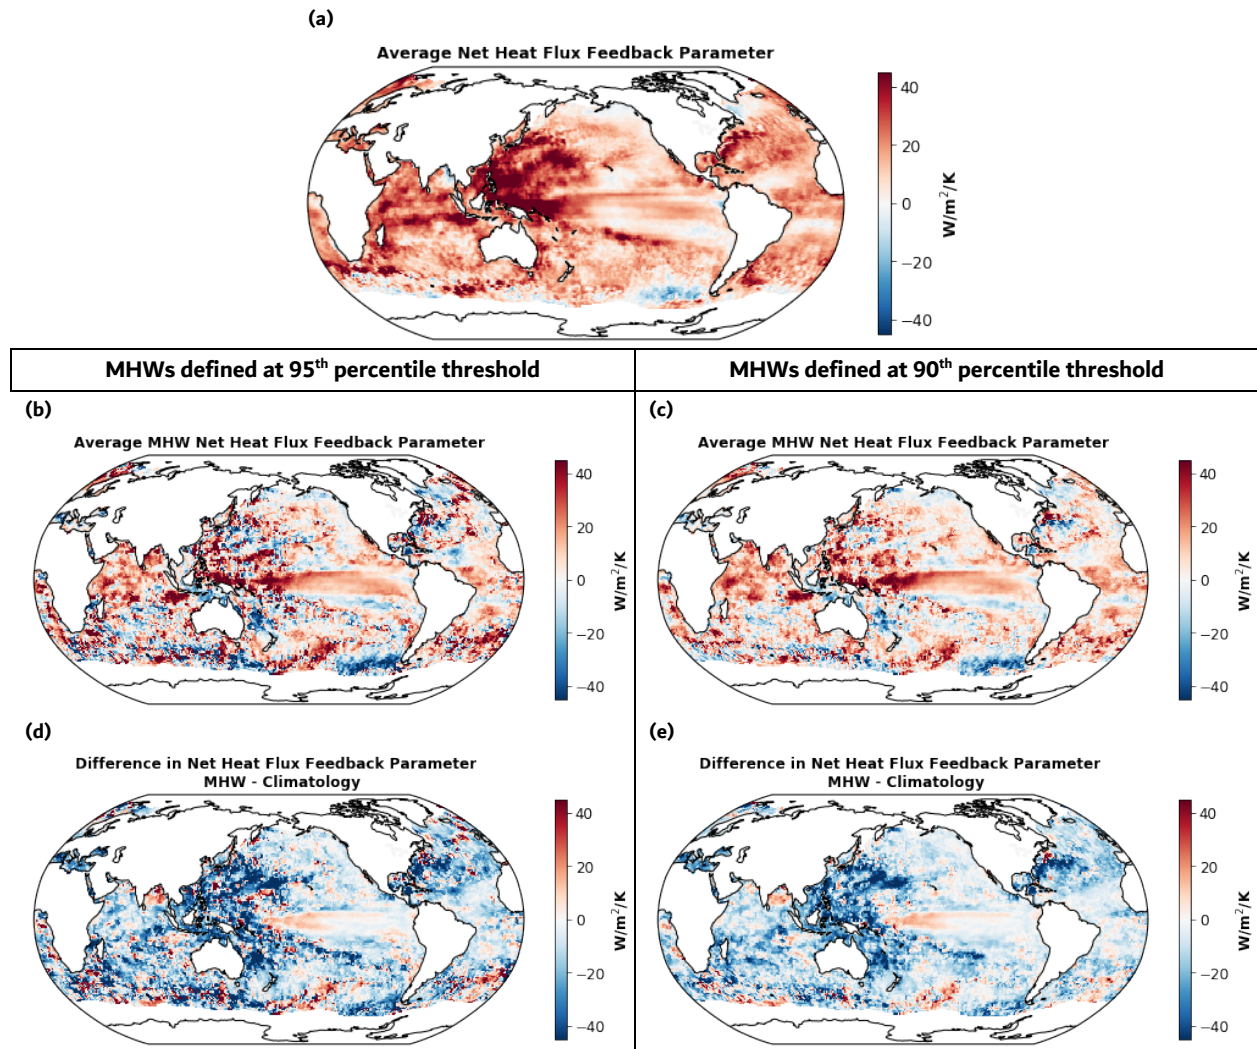 (a)
Average Net Heat Flux Feedback Parameter
40
20
0
−20
−40
W/m²/K
MHWs defined at 95th percentile threshold
MHWs defined at 90th percentile threshold
(b)
Average MHW Net Heat Flux Feedback Parameter
40
20
0
−20
−40
W/m²/K
(c)
Average MHW Net Heat Flux Feedback Parameter
40
20
0
−20
−40
W/m²/K
(d)
Difference in Net Heat Flux Feedback Parameter
MHW - Climatology
40
20
0
−20
−40
W/m²/K
(e)
Difference in Net Heat Flux Feedback Parameter
MHW - Climatology
40
20
0
−20
−40
W/m²/K